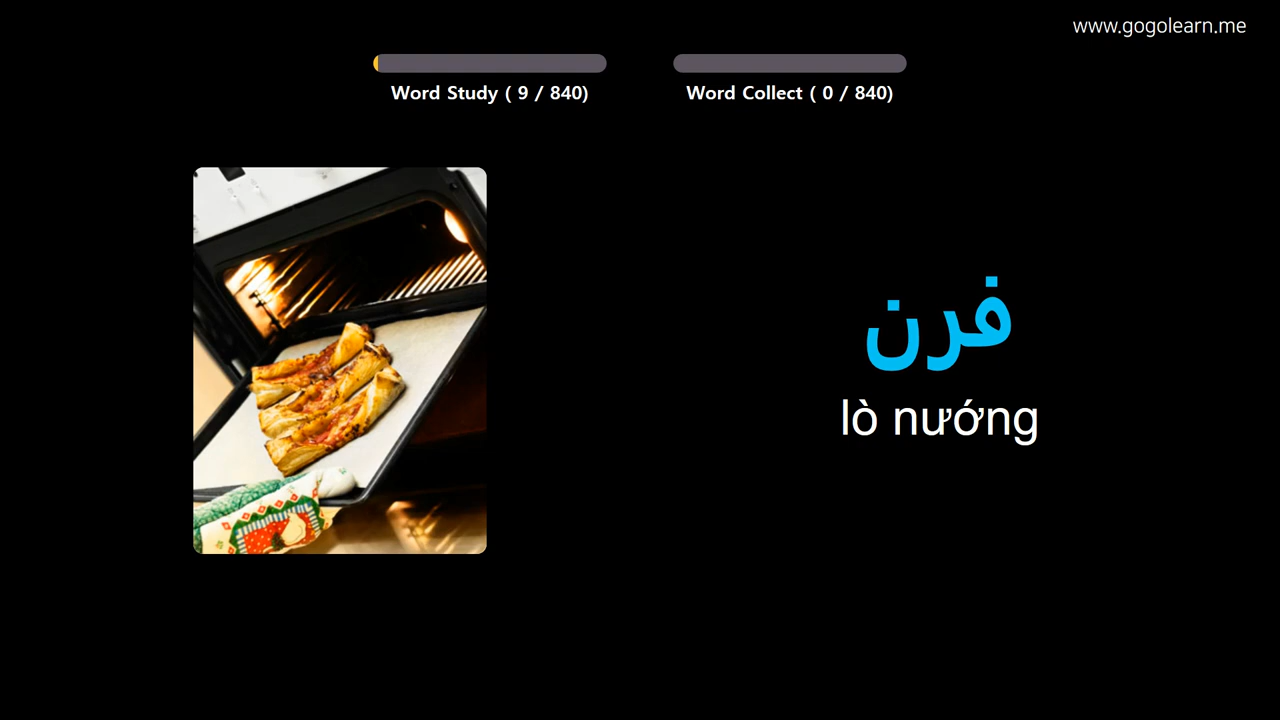 www.gogolearn.me
Word Study ( 9 / 840)
Word Collect ( 0 / 840)
فرن
lò nướng